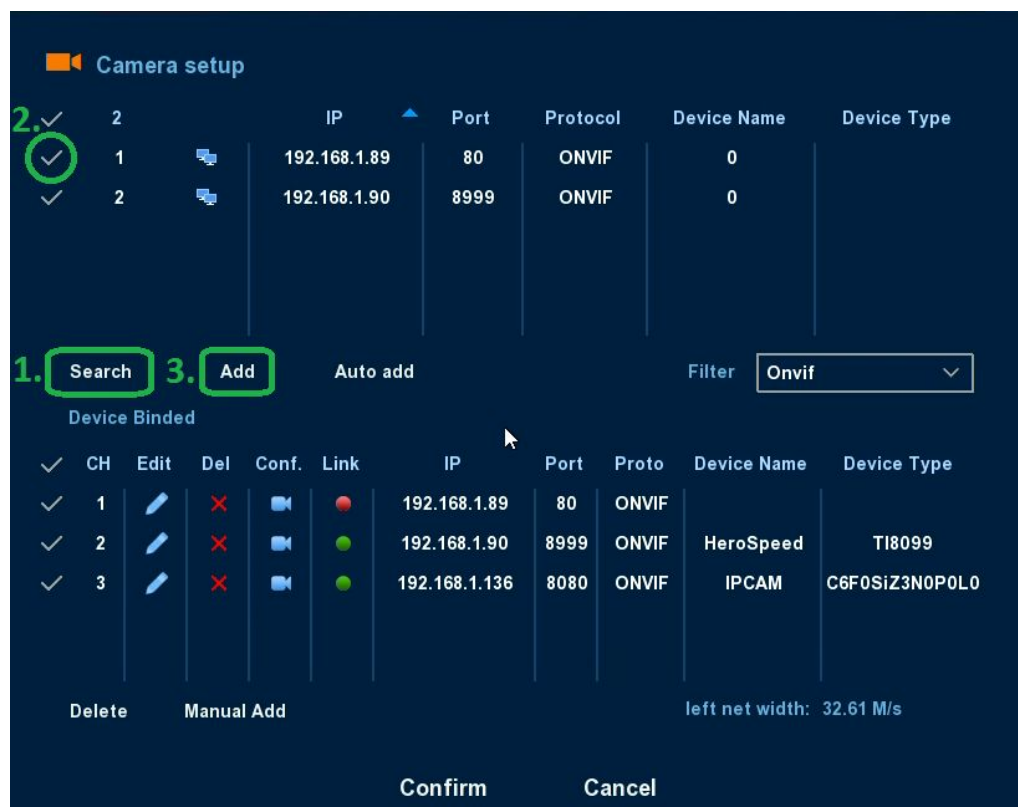 Camera setup
2. 2 IP Port Protocol Device Name Device Type
1 192.168.1.89 80 ONVIF 0
2 192.168.1.90 8999 ONVIF 0
1. Search 3. Add Auto add Filter Onvif
Device Binded
CH Edit Del Conf. Link IP Port Proto Device Name Device Type
1 192.168.1.89 80 ONVIF
2 192.168.1.90 8999 ONVIF HeroSpeed TI8099
3 192.168.1.136 8080 ONVIF IPCAM C6F0SiZ3N0P0L0
Delete Manual Add left net width: 32.61 M/s
Confirm Cancel